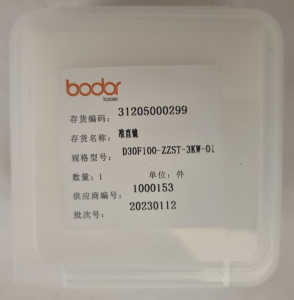 bodor
laser
存货编码: 31205000299
存货名称: 准直镜
规格型号: D30F100-ZZST-3KW-01
数量: 1 单位: 件
供应商编号: 1000153
批次号: 20230112